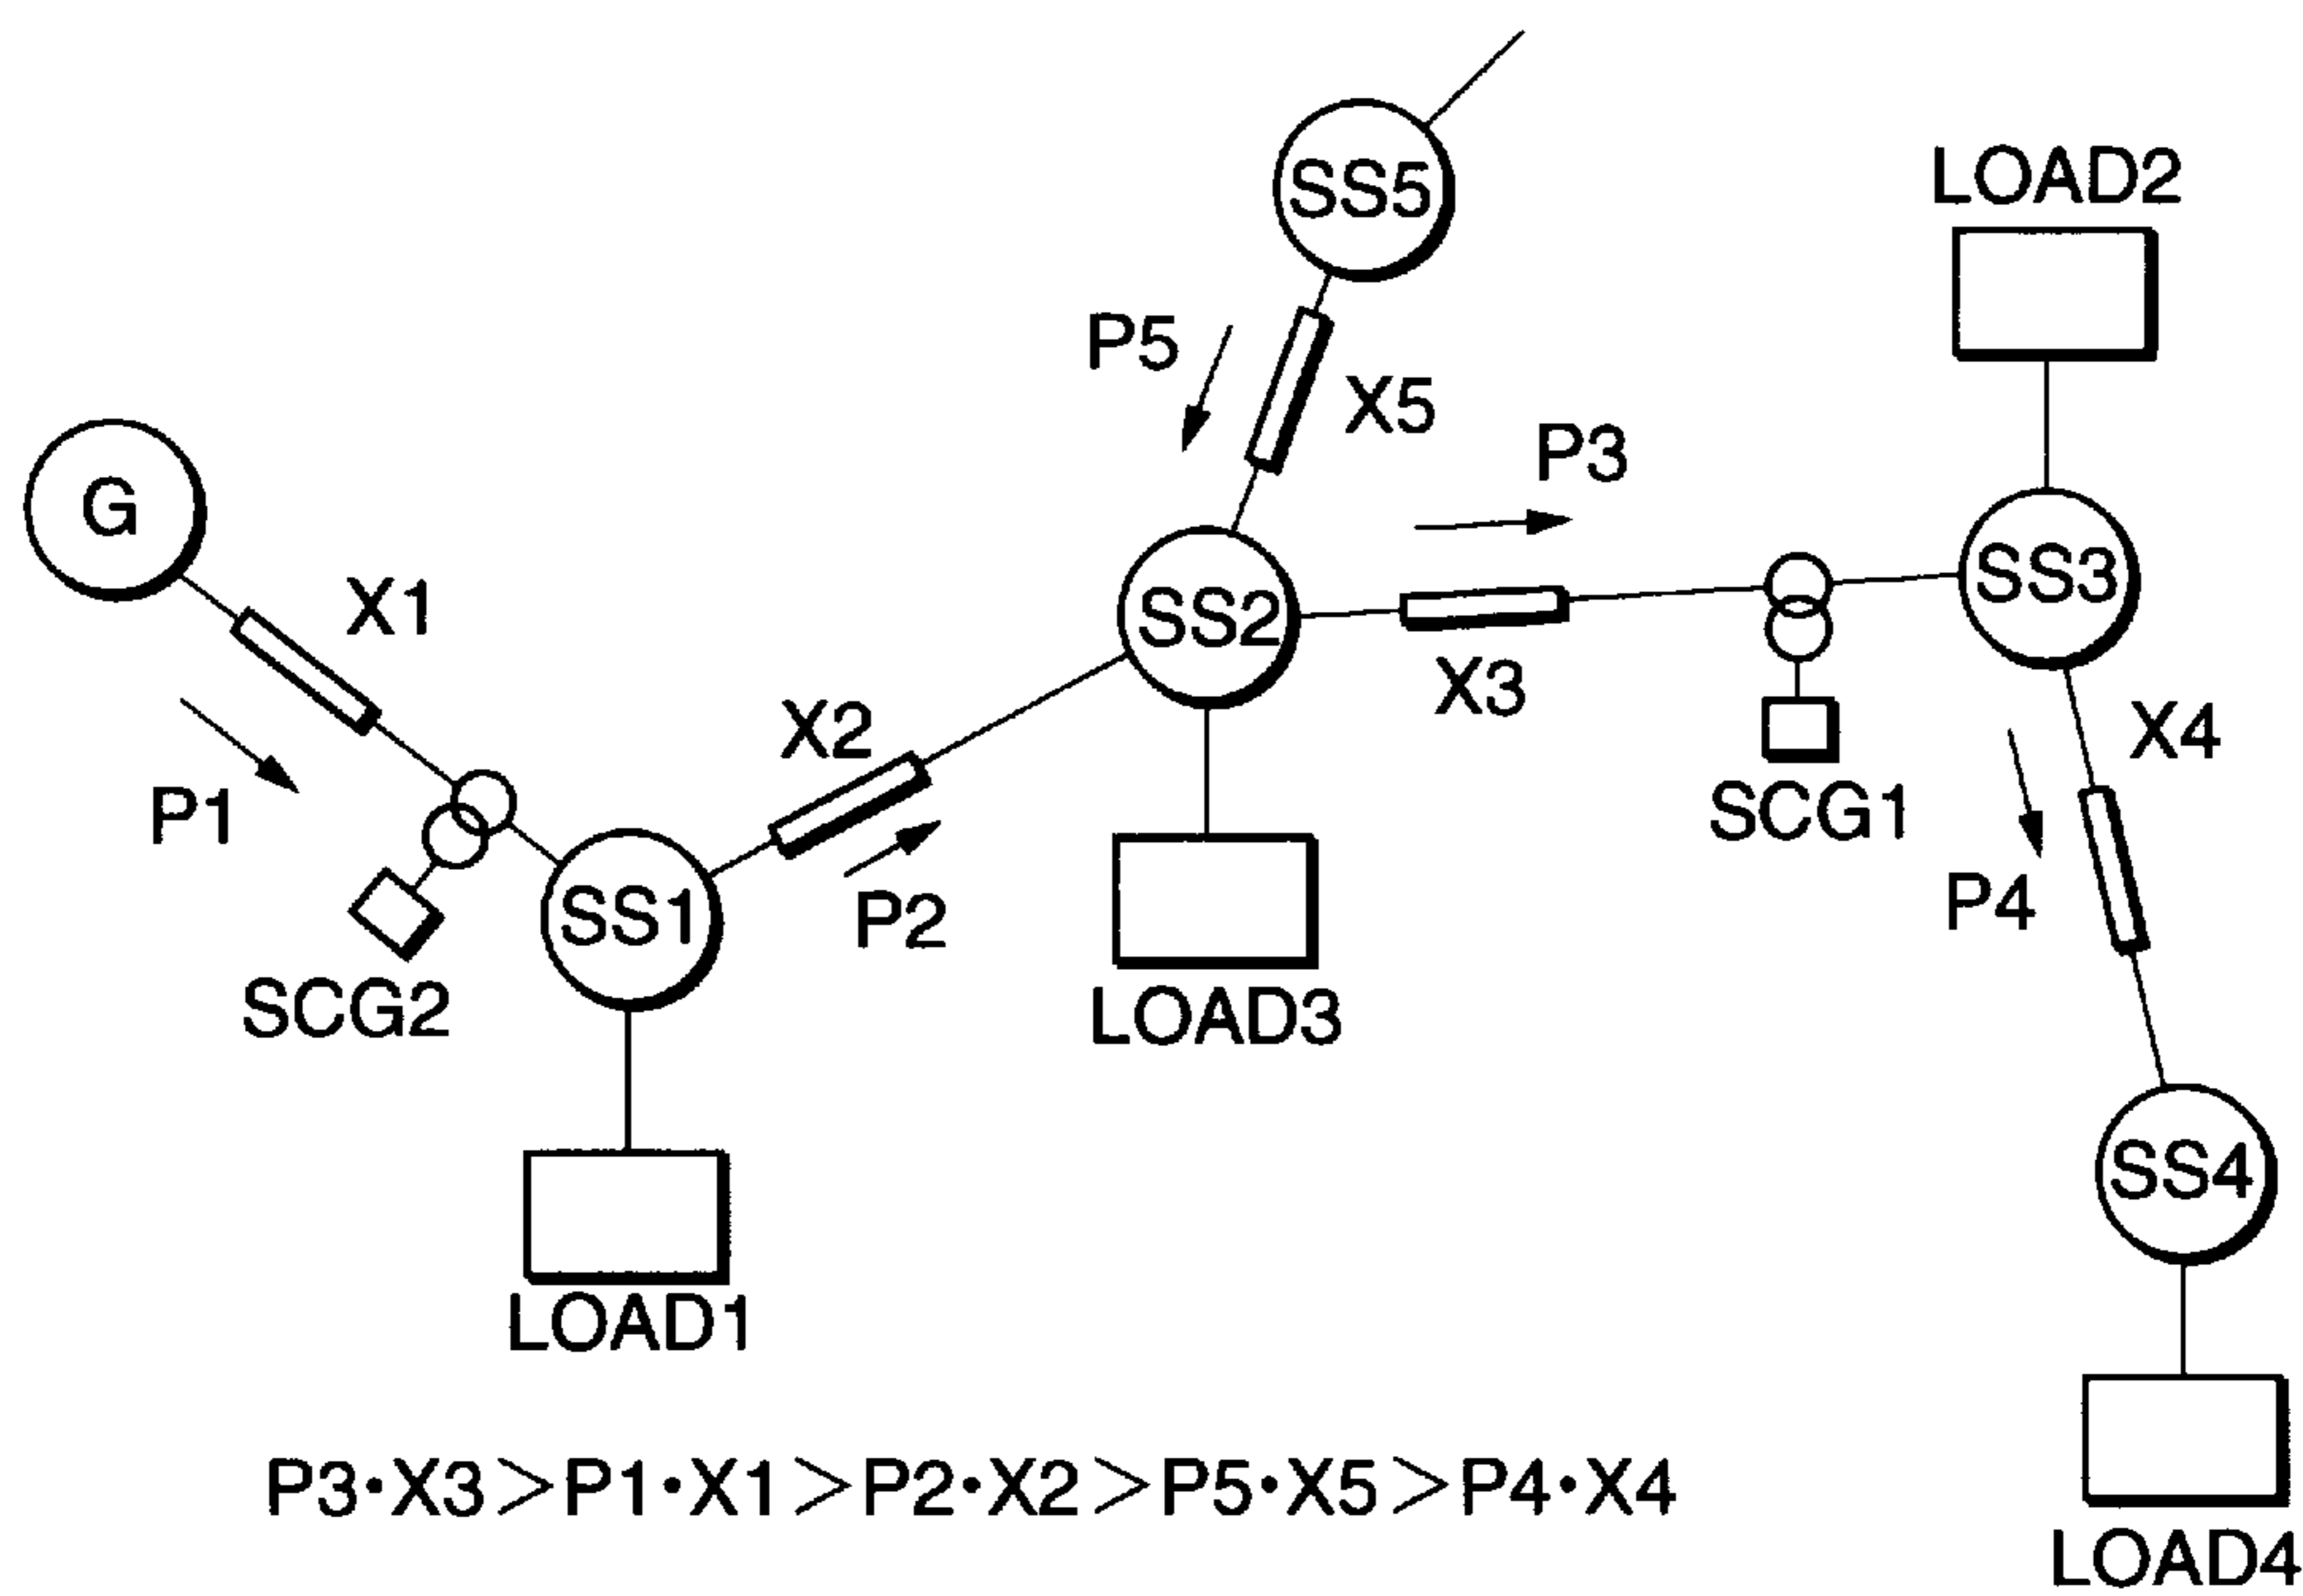 SS5
LOAD2
P5
X5
P3
G
X1
SS3
SS2
X3
X2
X4
P1
SCG1
P4
SS1
P2
SCG2
LOAD3
SS4
LOAD1
P3·X3>P1·X1>P2·X2>P5·X5>P4·X4
LOAD4